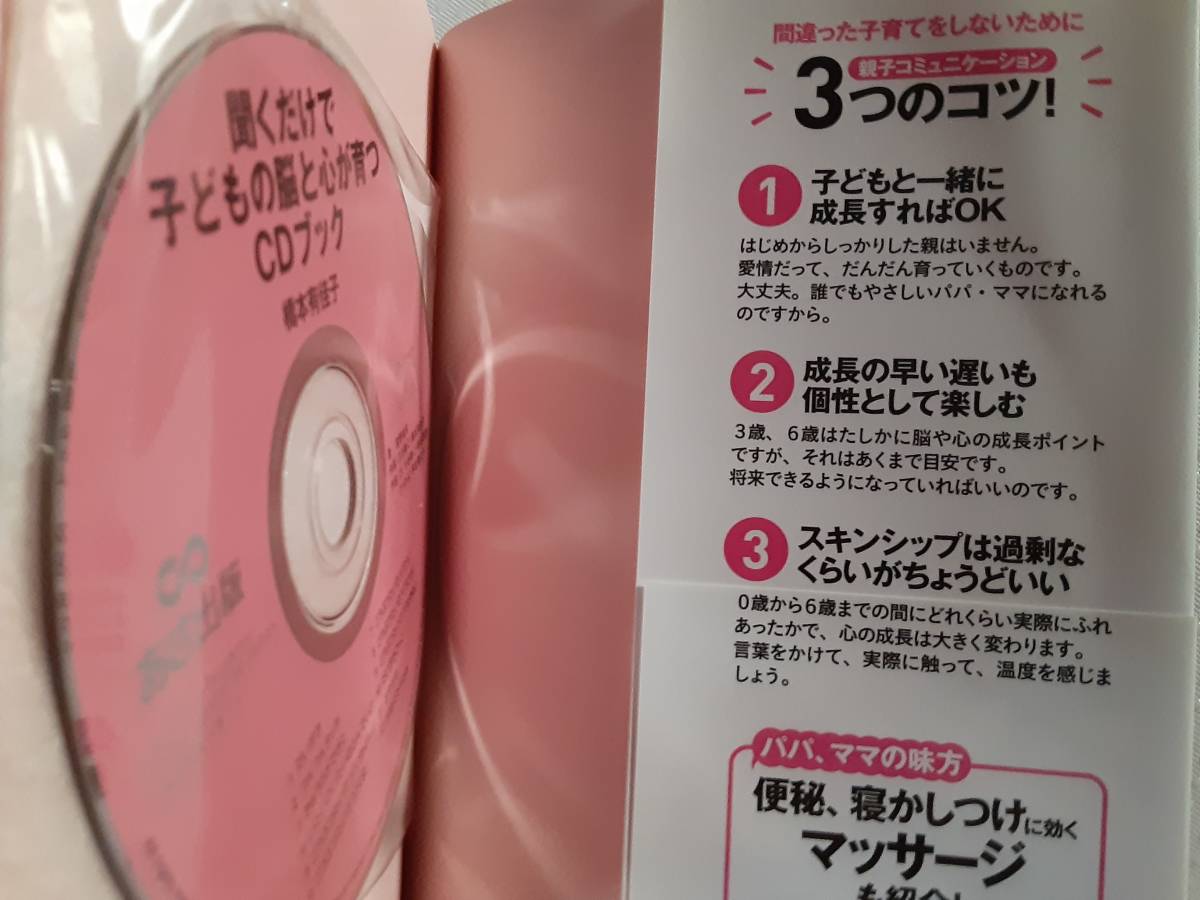 聞くだけで
子どもの脳と心が育つ
CDブック
橋本有佳子
出版
間違った子育てをしないために
親子コミュニケーション
3つのコツ!
1 子どもと一緒に
成長すればOK
はじめからしっかりした親はいません。
愛情だって、だんだん育っていくものです。
大丈夫。誰でもやさしいパパ・ママになれる
のですから。
2 成長の早い遅いも
個性として楽しむ
3歳、6歳はたしかに脳や心の成長ポイント
ですが、それはあくまで目安です。
将来できるようになっていればいいのです。
3 スキンシップは過剰な
くらいがちょうどいい
0歳から6歳までの間にどれくらい実際にふれ
あったかで、心の成長は大きく変わります。
言葉をかけて、実際に触って、温度を感じま
しょう。
パパ、ママの味方
便秘、寝かしつけに効く
マッサージ
も紹介!